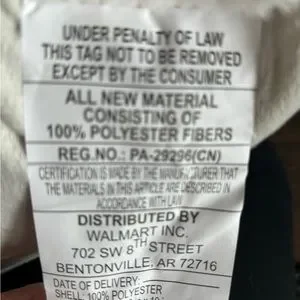 UNDER PENALTY OF LAW
THIS TAG NOT TO BE REMOVED
EXCEPT BY THE CONSUMER
ALL NEW MATERIAL
CONSISTING OF
100% POLYESTER FIBERS
REG.NO.: PA-29296(CN)
CERTIFICATION IS MADE BY THE MANUFACTURER THAT
THE MATERIALS IN THIS ARTICLE ARE DESCRIBED IN
ACCORDANCE WITH LAW
DISTRIBUTED BY
WALMART INC.
702 SW 8TH STREET
BENTONVILLE, AR 72716
DATE OF DELIVERY:
SHELL: 100% POLYESTER